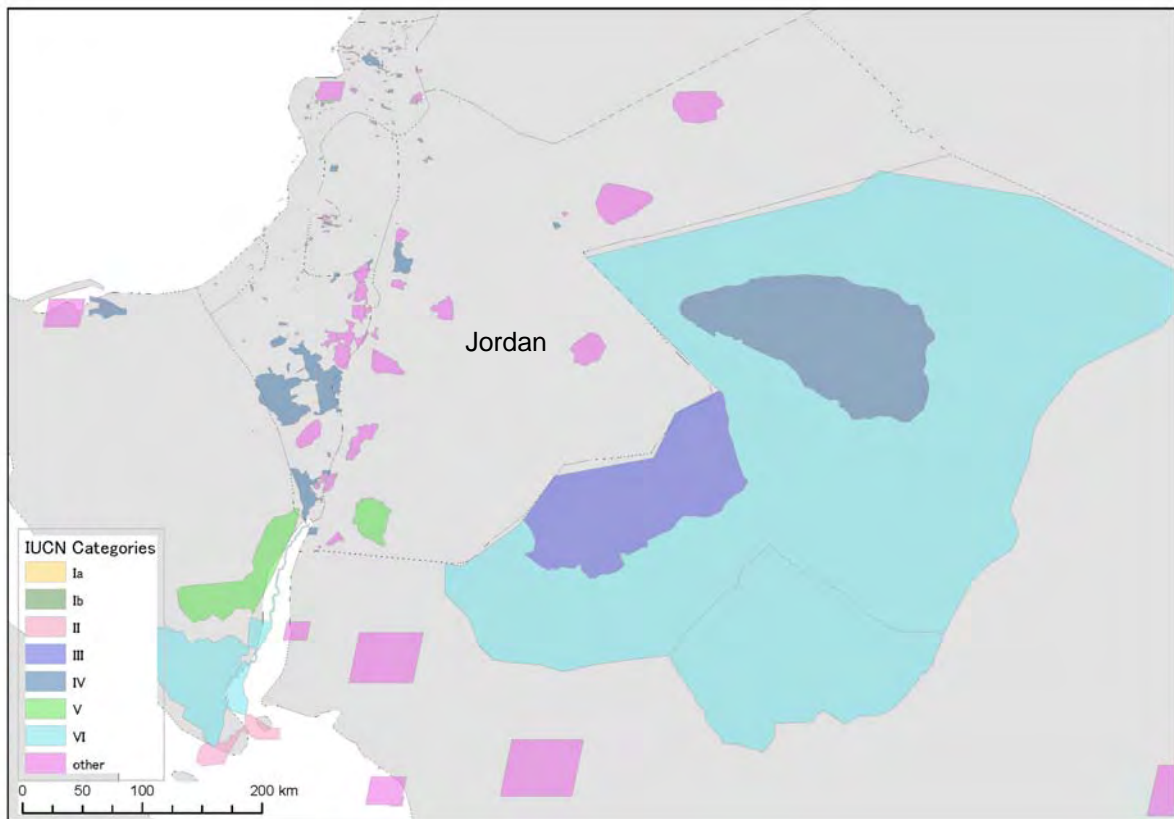 Jordan
IUCN Categories
Ia
Ib
II
III
IV
V
VI
other
0 50 100 200 km